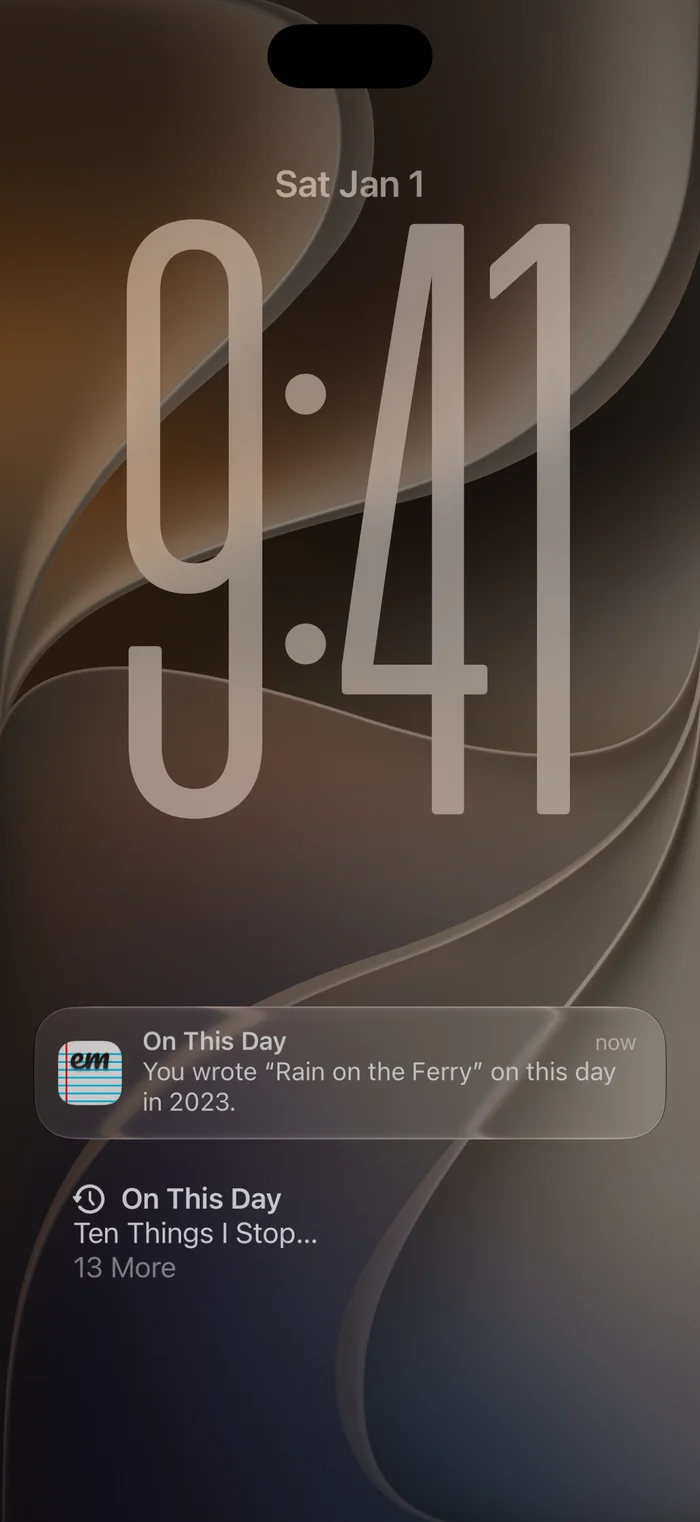 Sat Jan 1
9:41
em
On This Day
now
You wrote “Rain on the Ferry” on this day
in 2023.
On This Day
Ten Things I Stop...
13 More